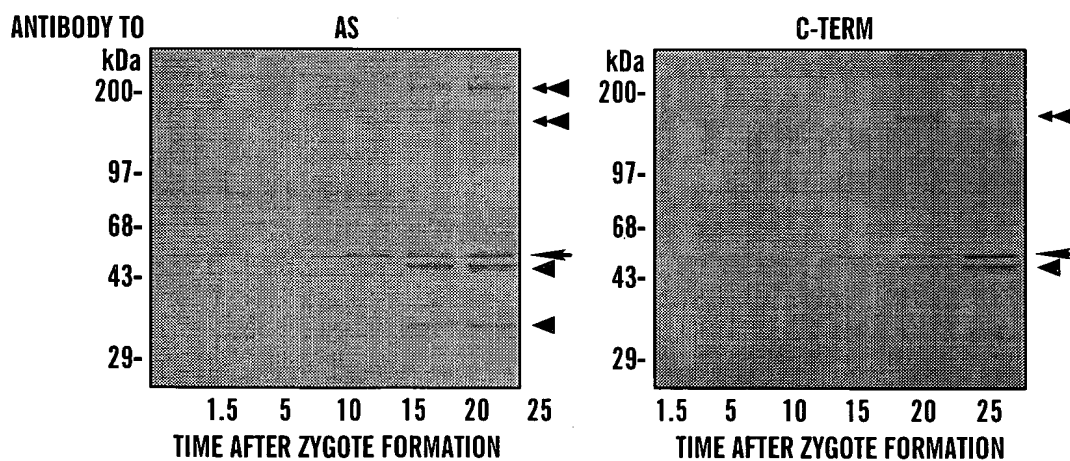 ANTIBODY TO AS C-TERM
kDa kDa
200- 200-
97- 97-
68- 68-
43- 43-
29- 29-
1.5 5 10 15 20 25 1.5 5 10 15 20 25
TIME AFTER ZYGOTE FORMATION TIME AFTER ZYGOTE FORMATION